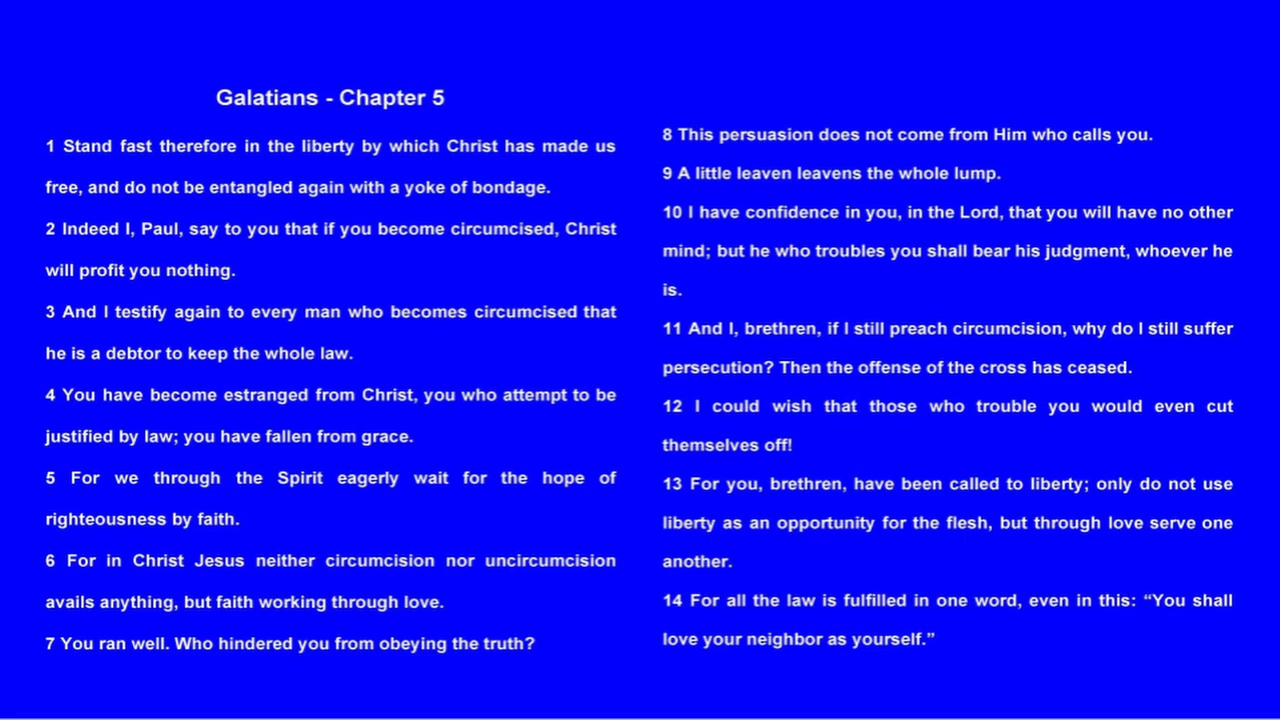 Galatians - Chapter 5
1 Stand fast therefore in the liberty by which Christ has made us
free, and do not be entangled again with a yoke of bondage.
2 Indeed I, Paul, say to you that if you become circumcised, Christ
will profit you nothing.
3 And I testify again to every man who becomes circumcised that
he is a debtor to keep the whole law.
4 You have become estranged from Christ, you who attempt to be
justified by law; you have fallen from grace.
5 For we through the Spirit eagerly wait for the hope of
righteousness by faith.
6 For in Christ Jesus neither circumcision nor uncircumcision
avails anything, but faith working through love.
7 You ran well. Who hindered you from obeying the truth?
8 This persuasion does not come from Him who calls you.
9 A little leaven leavens the whole lump.
10 I have confidence in you, in the Lord, that you will have no other
mind; but he who troubles you shall bear his judgment, whoever he
is.
11 And I, brethren, if I still preach circumcision, why do I still suffer
persecution? Then the offense of the cross has ceased.
12 I could wish that those who trouble you would even cut
themselves off!
13 For you, brethren, have been called to liberty; only do not use
liberty as an opportunity for the flesh, but through love serve one
another.
14 For all the law is fulfilled in one word, even in this: “You shall
love your neighbor as yourself.”